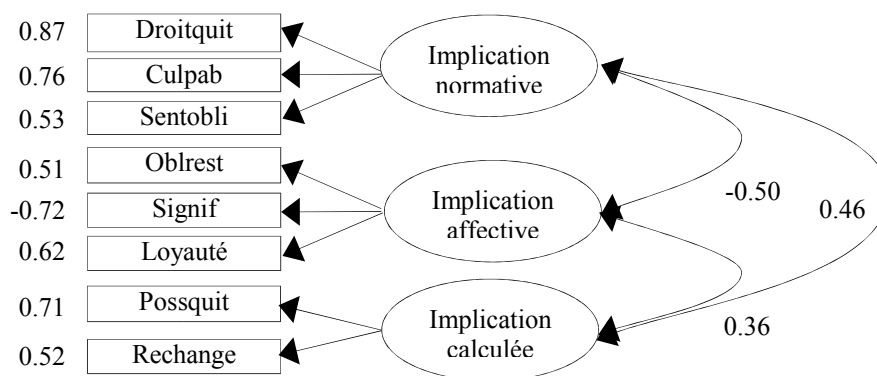 0.87 Droitquit
0.76 Culpab
0.53 Sentobli
Implication
normative
0.51 Oblrest
-0.72 Signif
0.62 Loyauté
Implication
affective
0.71 Possquit
0.52 Rechange
Implication
calculée
-0.50
0.46
0.36